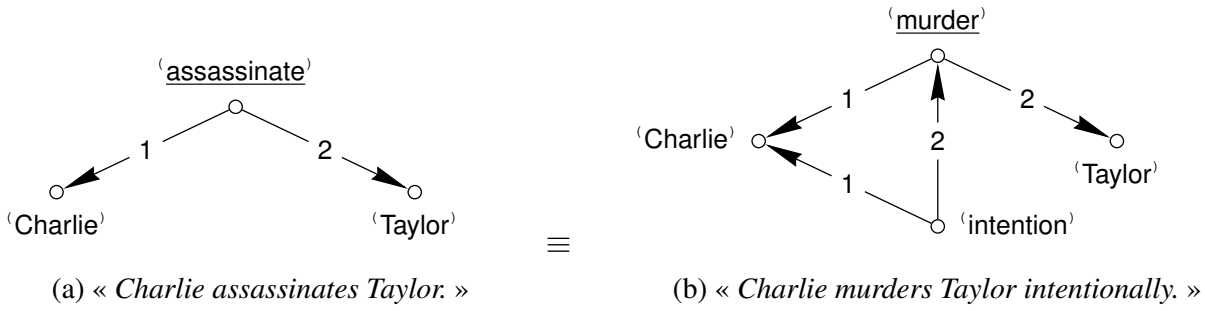 ‘assassinate’
1
2
‘Charlie’
‘Taylor’
(a) « Charlie assassinates Taylor. »
≡
‘murder’
1
2
‘Charlie’
2
‘Taylor’
1
‘intention’
(b) « Charlie murders Taylor intentionally. »